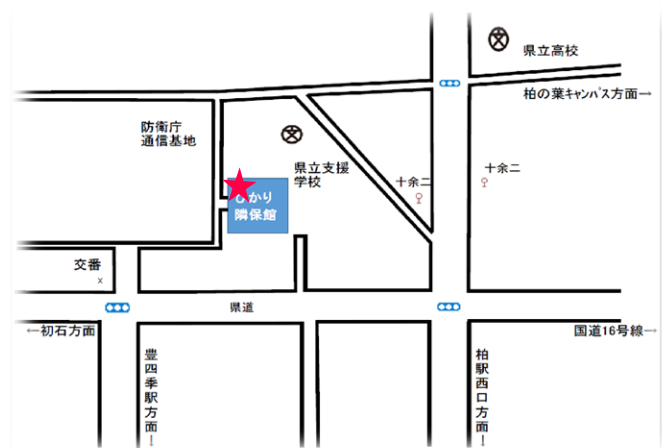 県立高校
柏の葉キャンパス方面→
防衛庁
通信基地
県立支援
学校
十余二
十余二
ひかり
隣保館
交番
県道
←初石方面
国道16号線→
豊四季駅方面↓
柏駅西口方面↓